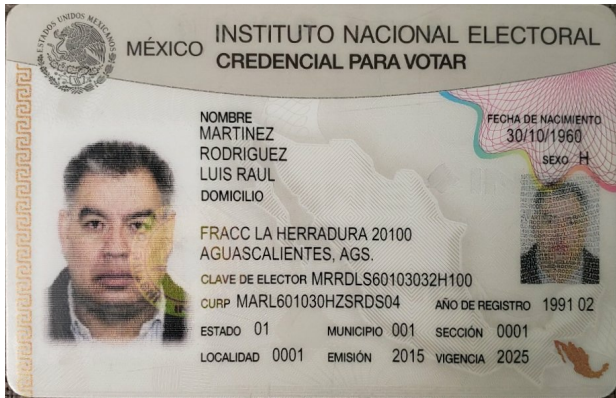 MÉXICO
INSTITUTO NACIONAL ELECTORAL
CREDENCIAL PARA VOTAR
NOMBRE
MARTINEZ
RODRIGUEZ
LUIS RAUL
FECHA DE NACIMIENTO
30/10/1960
SEXO H
DOMICILIO
FRACC LA HERRADURA 20100
AGUASCALIENTES, AGS.
CLAVE DE ELECTOR MRRDLS60103032H100
CURP MARL601030HZSRDS04 AÑO DE REGISTRO 1991 02
ESTADO 01 MUNICIPIO 001 SECCIÓN 0001
LOCALIDAD 0001 EMISIÓN 2015 VIGENCIA 2025
ESTADOS UNIDOS MEXICANOS